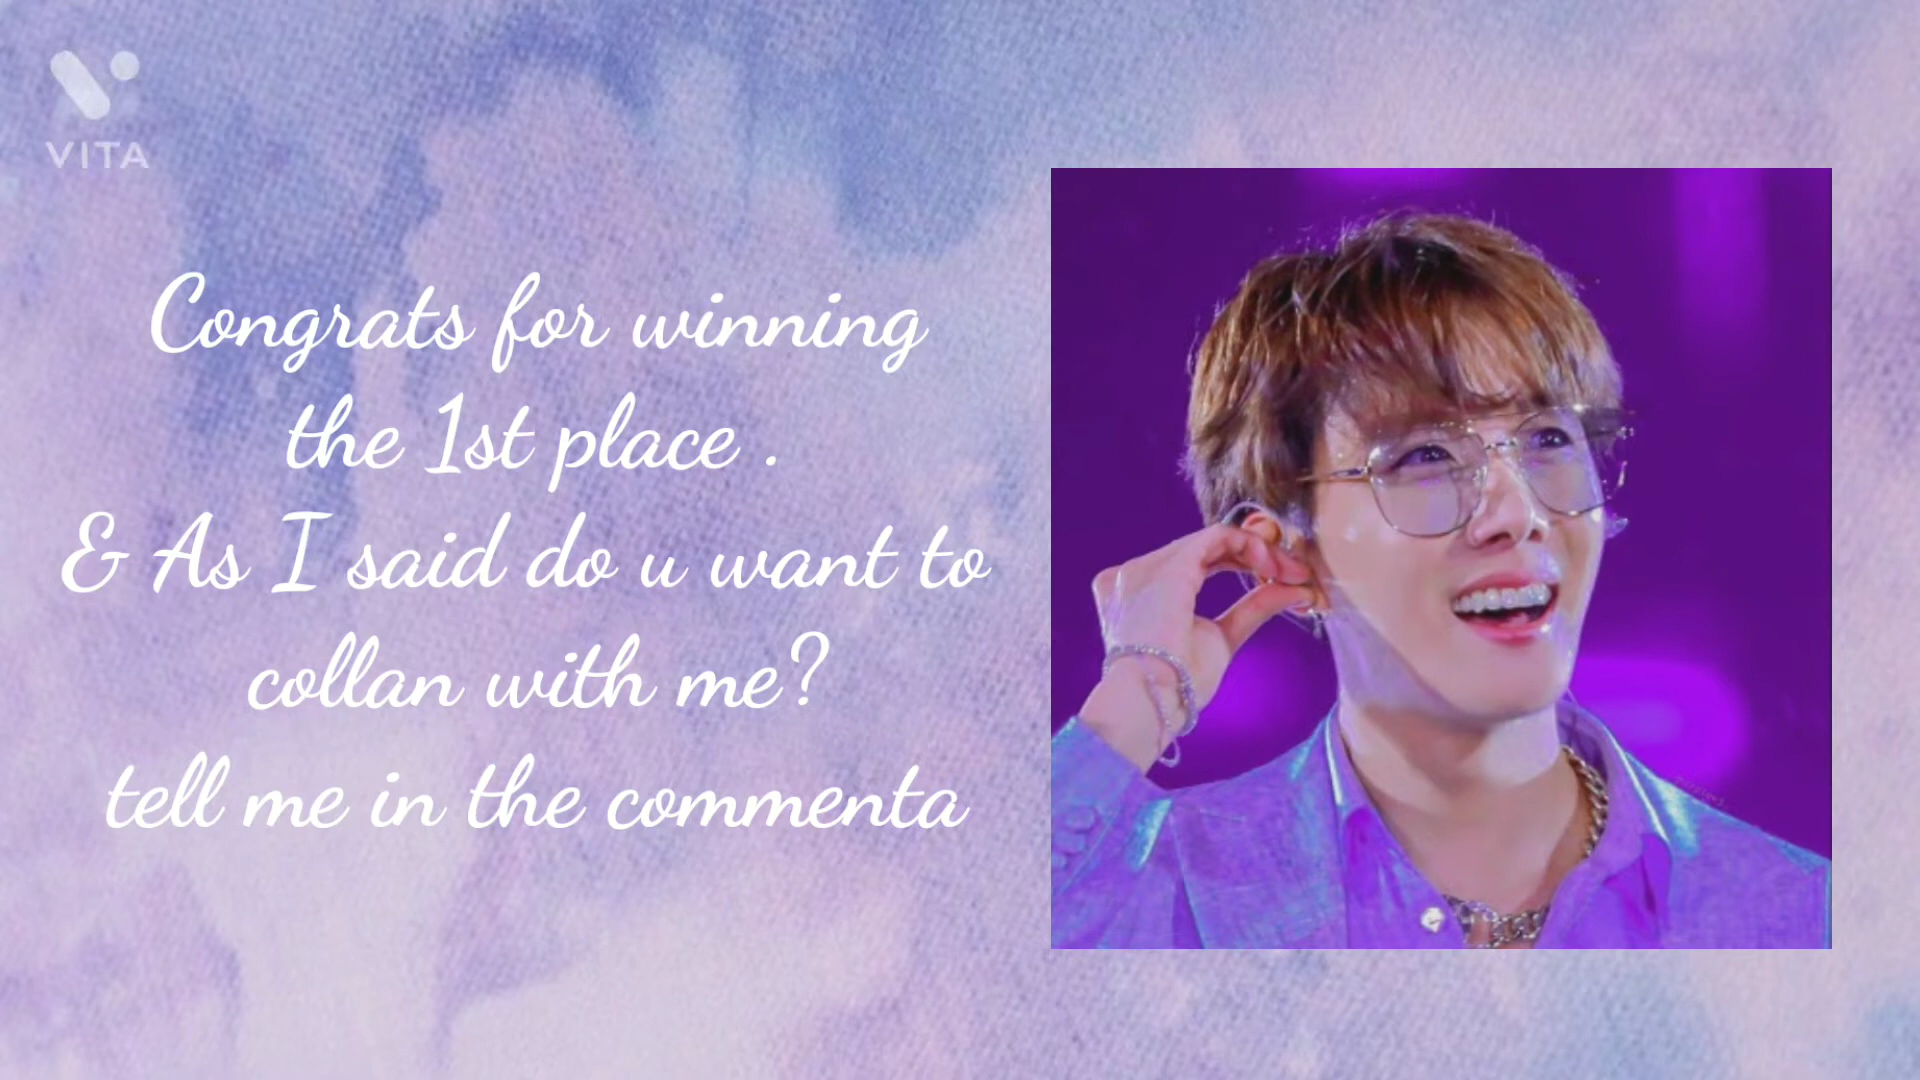 VITA
Congrats for winning
the 1st place .
& As I said do u want to
collan with me?
tell me in the commenta